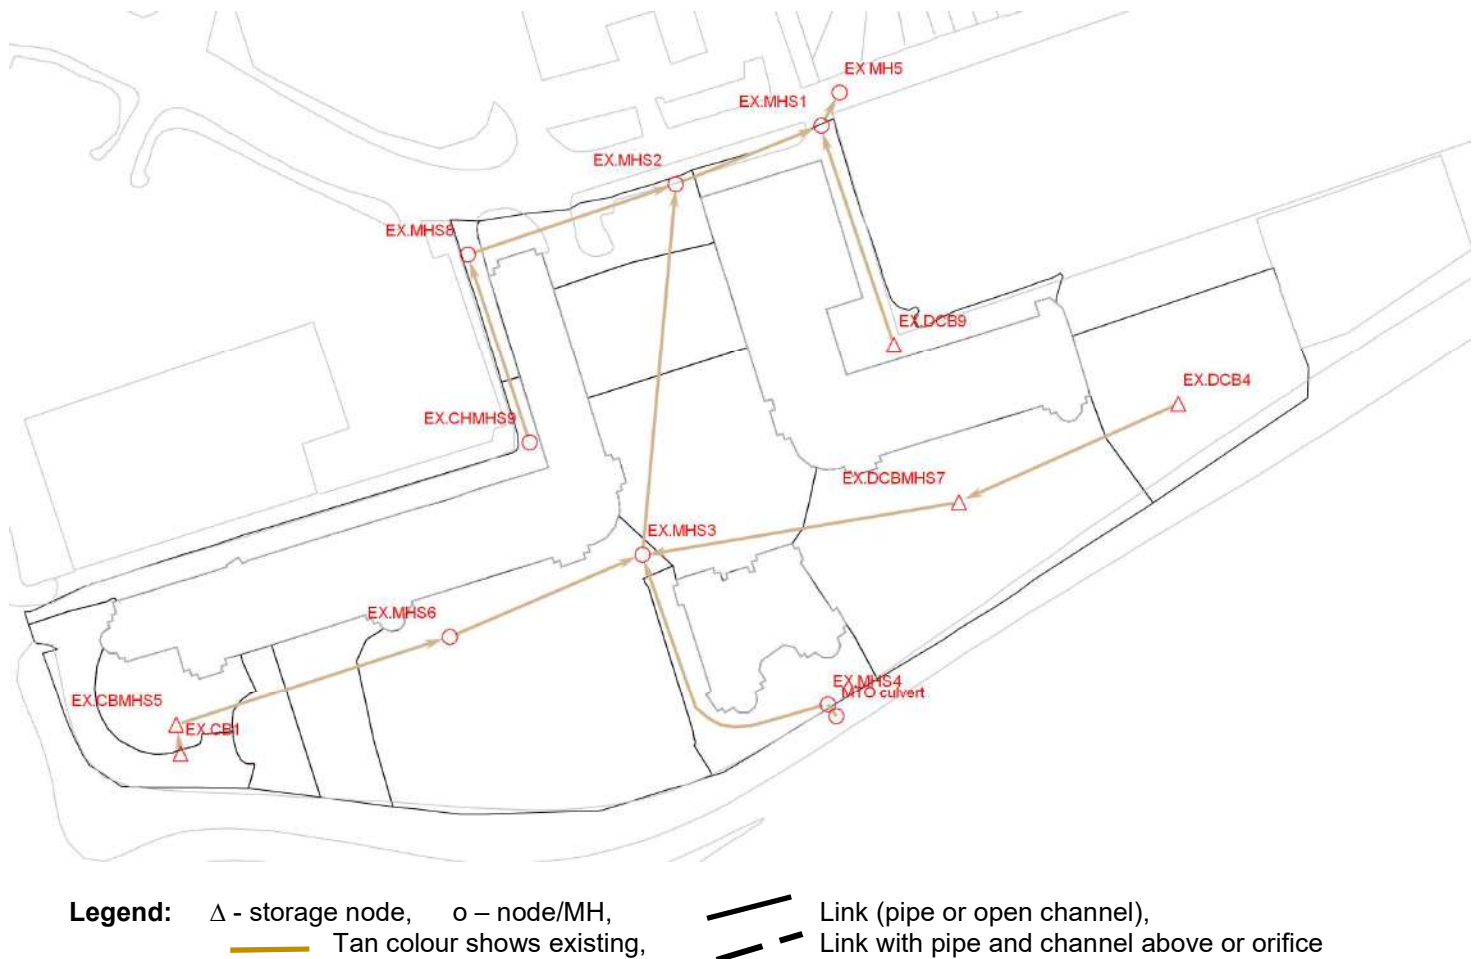 EX MH5
EX.MHS1
EX.MHS2
EX.MHS8
EX.DCB9
EX.DCB4
EX.CHMHS9
EX.DCBMHS7
EX.MHS3
EX.MHS6
EX.MHS4
MTO culvert
EX.CBMHS5
EX.CB1
Legend: Δ - storage node, o – node/MH, Link (pipe or open channel),
Tan colour shows existing, Link with pipe and channel above or orifice